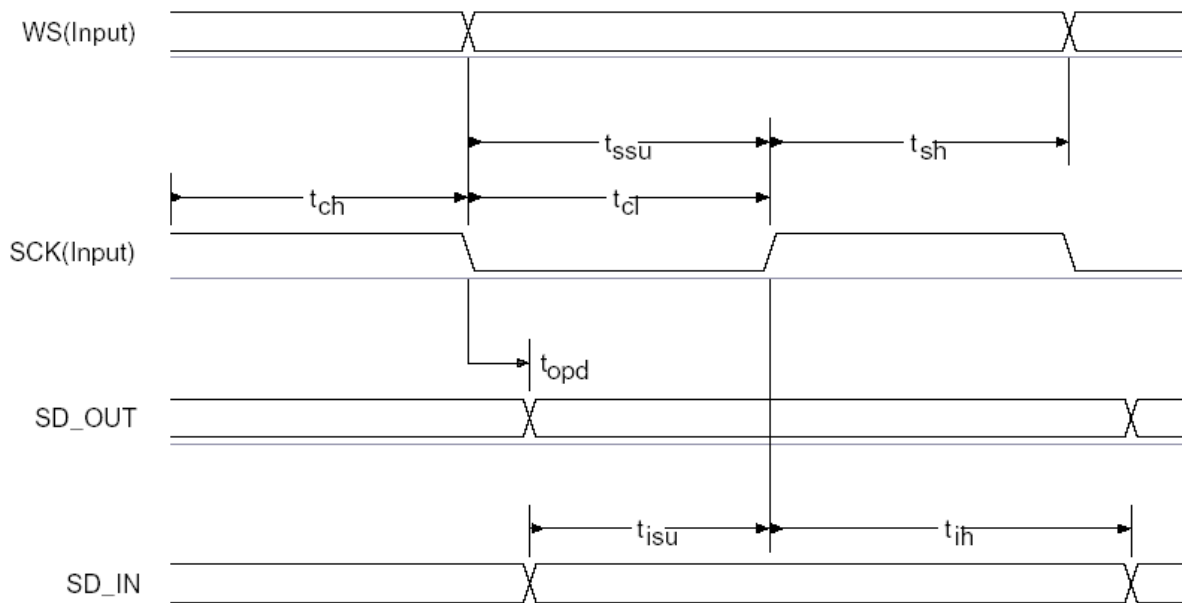 WS(Input)
tssu
tsh
tch
tcl
SCK(Input)
topd
SD_OUT
tisu
tih
SD_IN